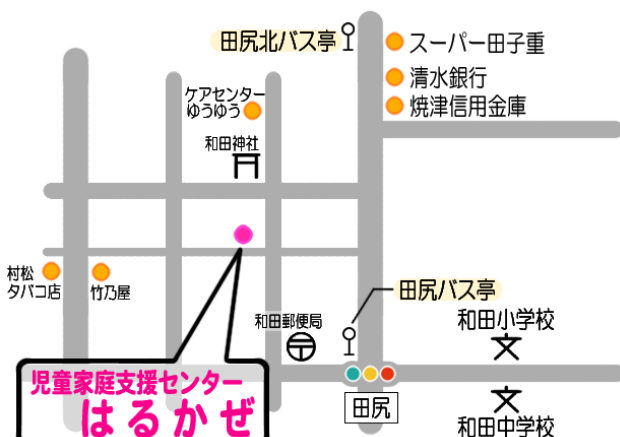 田尻北バス亭
スーパー田子重
清水銀行
焼津信用金庫
ケアセンター
ゆうゆう
和田神社
村松
タバコ店
竹乃屋
田尻バス亭
和田郵便局
和田小学校
田尻
和田中学校
児童家庭支援センター
はるかぜ